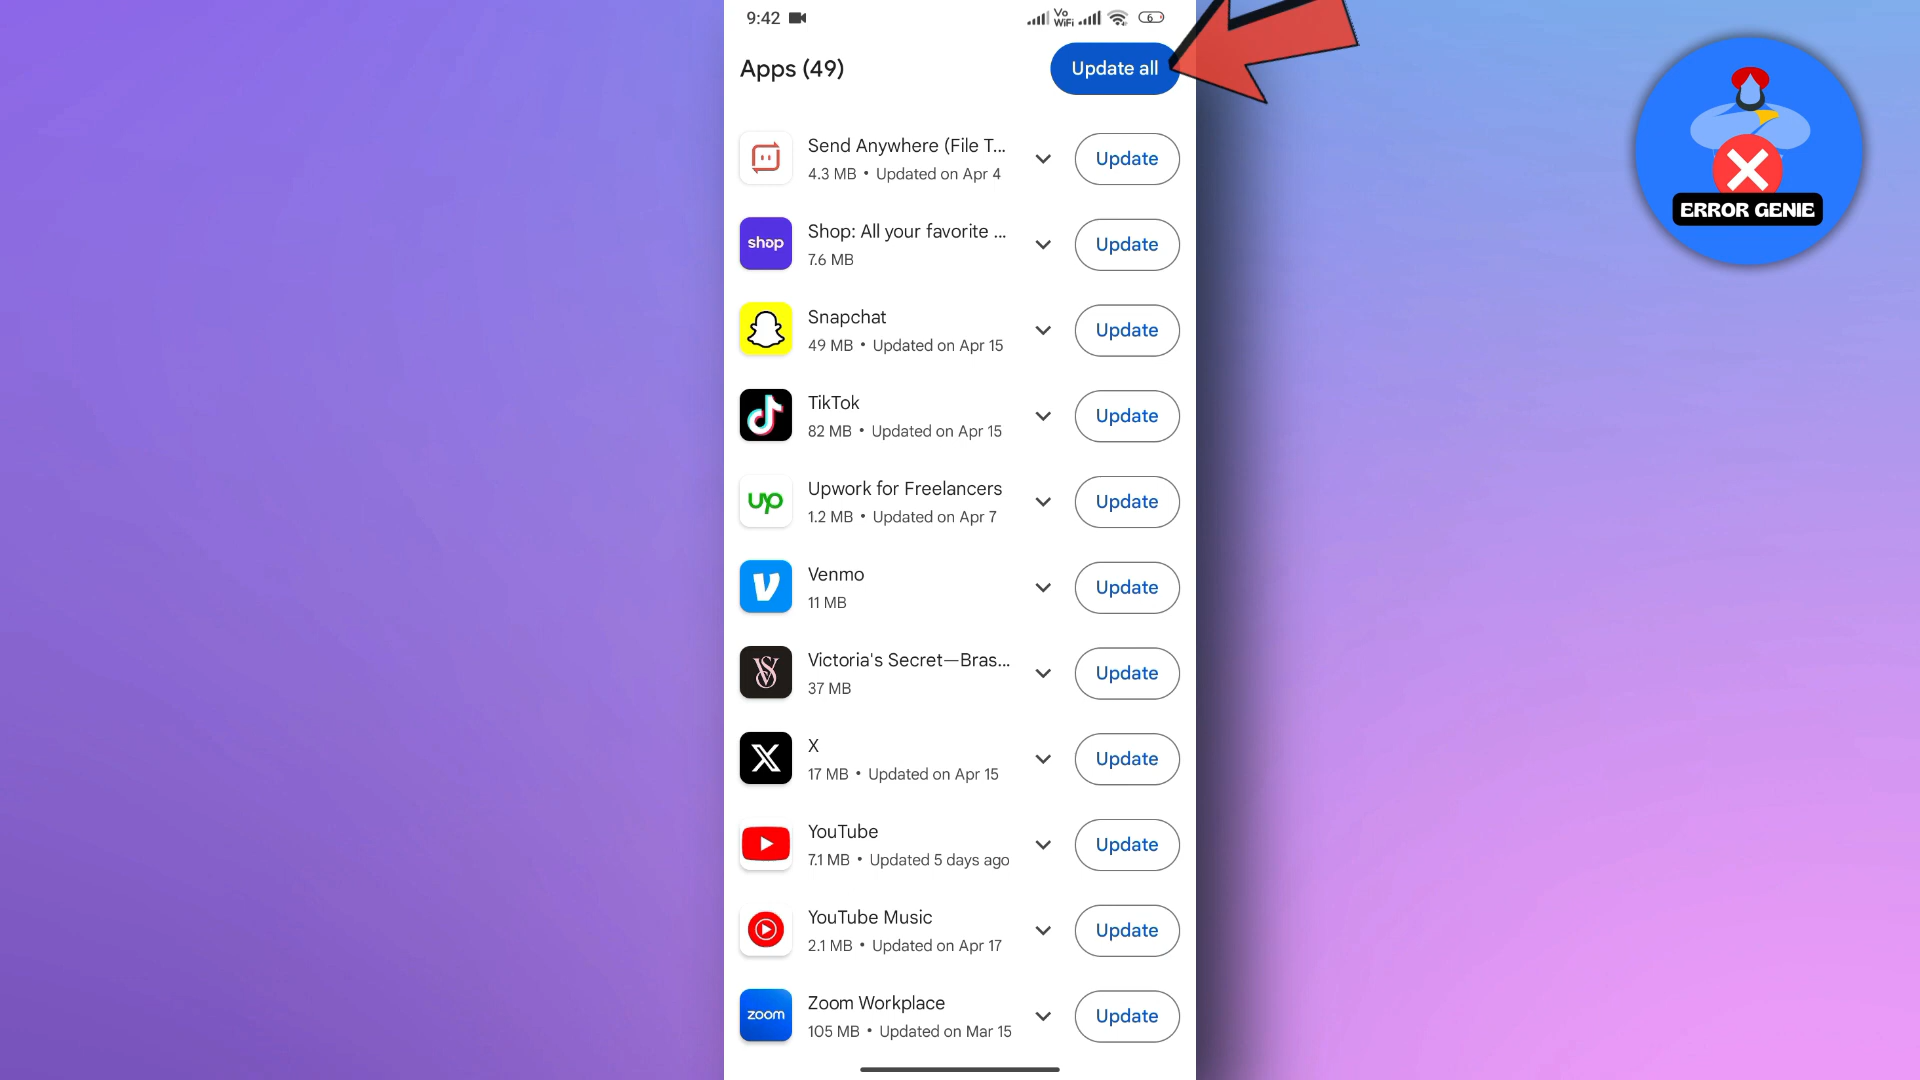 9:42
Vo
WiFi
6
Apps (49)
Update all
Send Anywhere (File T...
4.3 MB • Updated on Apr 4
Update
shop
Shop: All your favorite ...
7.6 MB
Update
Snapchat
49 MB • Updated on Apr 15
Update
TikTok
82 MB • Updated on Apr 15
Update
up
Upwork for Freelancers
1.2 MB • Updated on Apr 7
Update
Venmo
11 MB
Update
VS
Victoria's Secret—Bras...
37 MB
Update
X
17 MB • Updated on Apr 15
Update
YouTube
7.1 MB • Updated 5 days ago
Update
YouTube Music
2.1 MB • Updated on Apr 17
Update
zoom
Zoom Workplace
105 MB • Updated on Mar 15
Update
ERROR GENIE